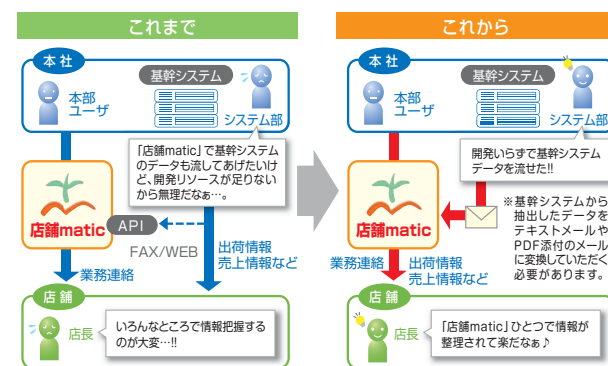 これまで
本社
基幹システム
本部
ユーザ
システム部
「店舗matic」で基幹システム
のデータも流してあげたいけ
ど、開発リソースが足りない
から無理だなぁ…。
店舗matic
API
FAX/WEB
出荷情報
売上情報など
業務連絡
店舗
店長
いろんなところで情報把握する
のが大変…!!
これから
本社
基幹システム
本部
ユーザ
システム部
開発いらずで基幹システム
データを流せた!!
店舗matic
※基幹システムから
抽出したデータを
テキストメールや
PDF添付のメール
に変換していただく
必要があります。
業務連絡
出荷情報
売上情報など
店舗
店長
「店舗matic」ひとつで情報が
整理されて楽だなぁ♪